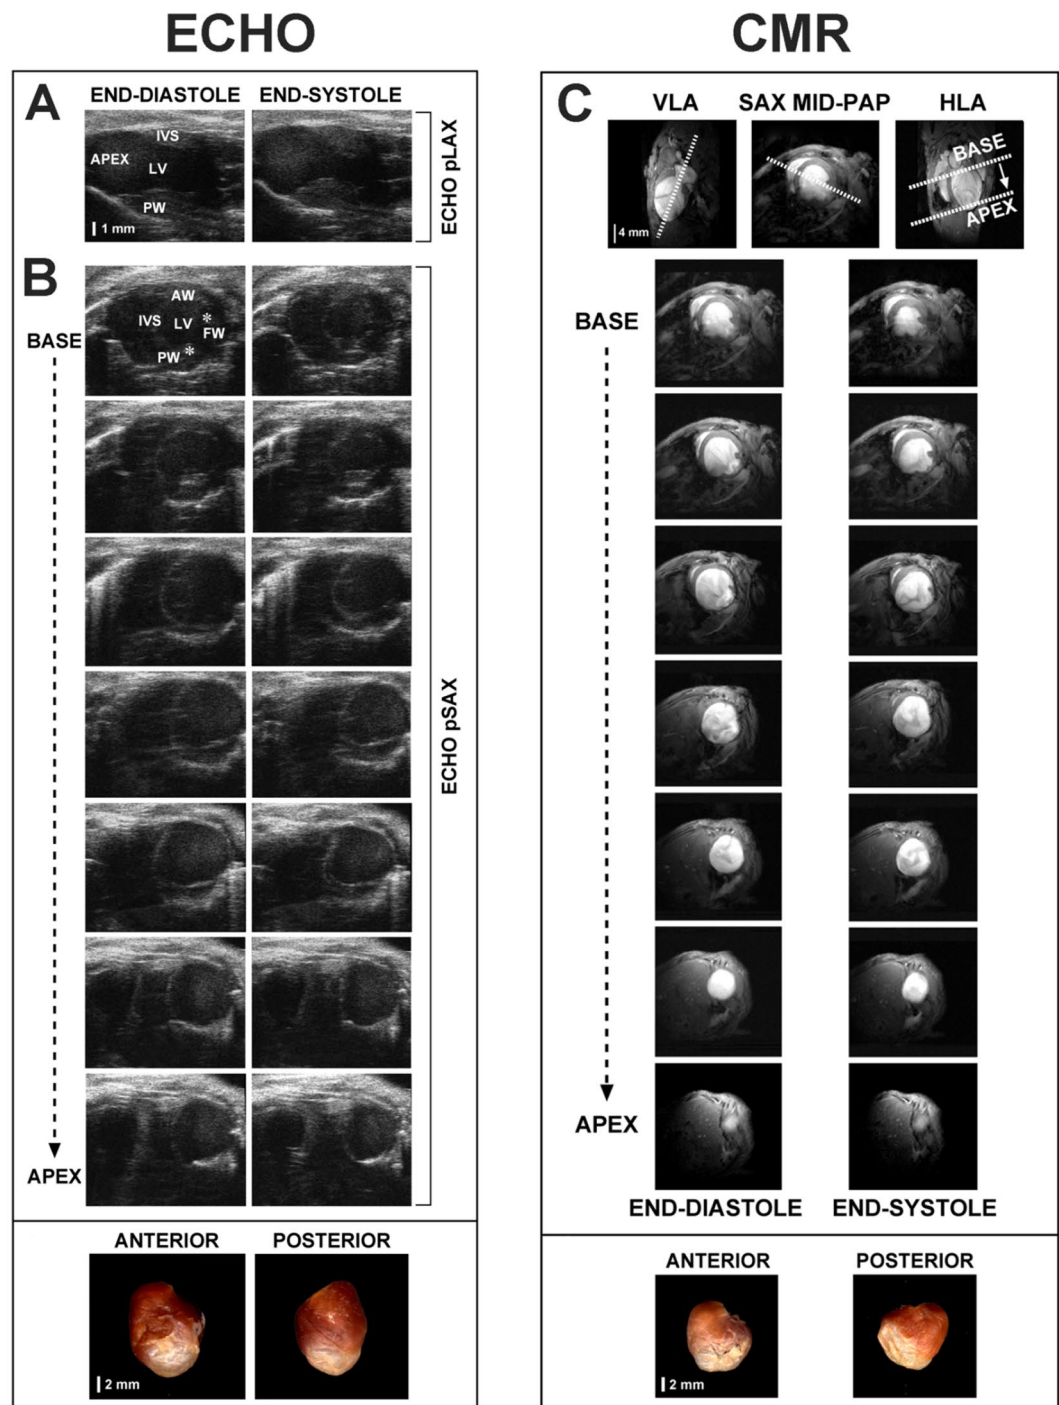 ECHO
CMR
A
END-DIASTOLE END-SYSTOLE
IVS
APEX
LV
PW
1 mm
ECHO pLAX
B
BASE
AW
IVS LV * FW
PW *
ECHO pSAX
APEX
ANTERIOR POSTERIOR
2 mm
C
VLA SAX MID-PAP HLA
4 mm
BASE
APEX
BASE
APEX
END-DIASTOLE END-SYSTOLE
ANTERIOR POSTERIOR
2 mm